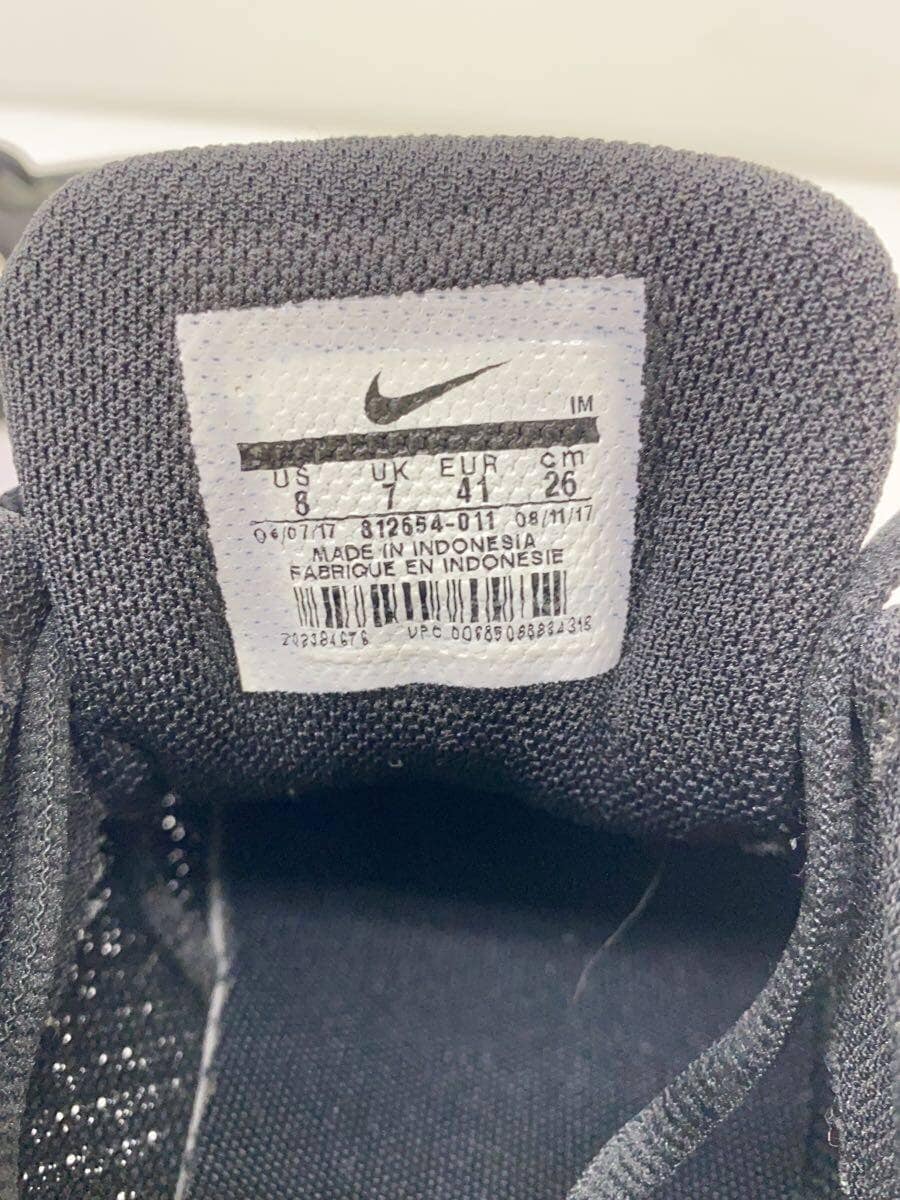 IM
US UK EUR cm
8 7 41 26
04/07/17 812654-011 08/11/17
MADE IN INDONESIA
FABRIQUE EN INDONESIE
UPC